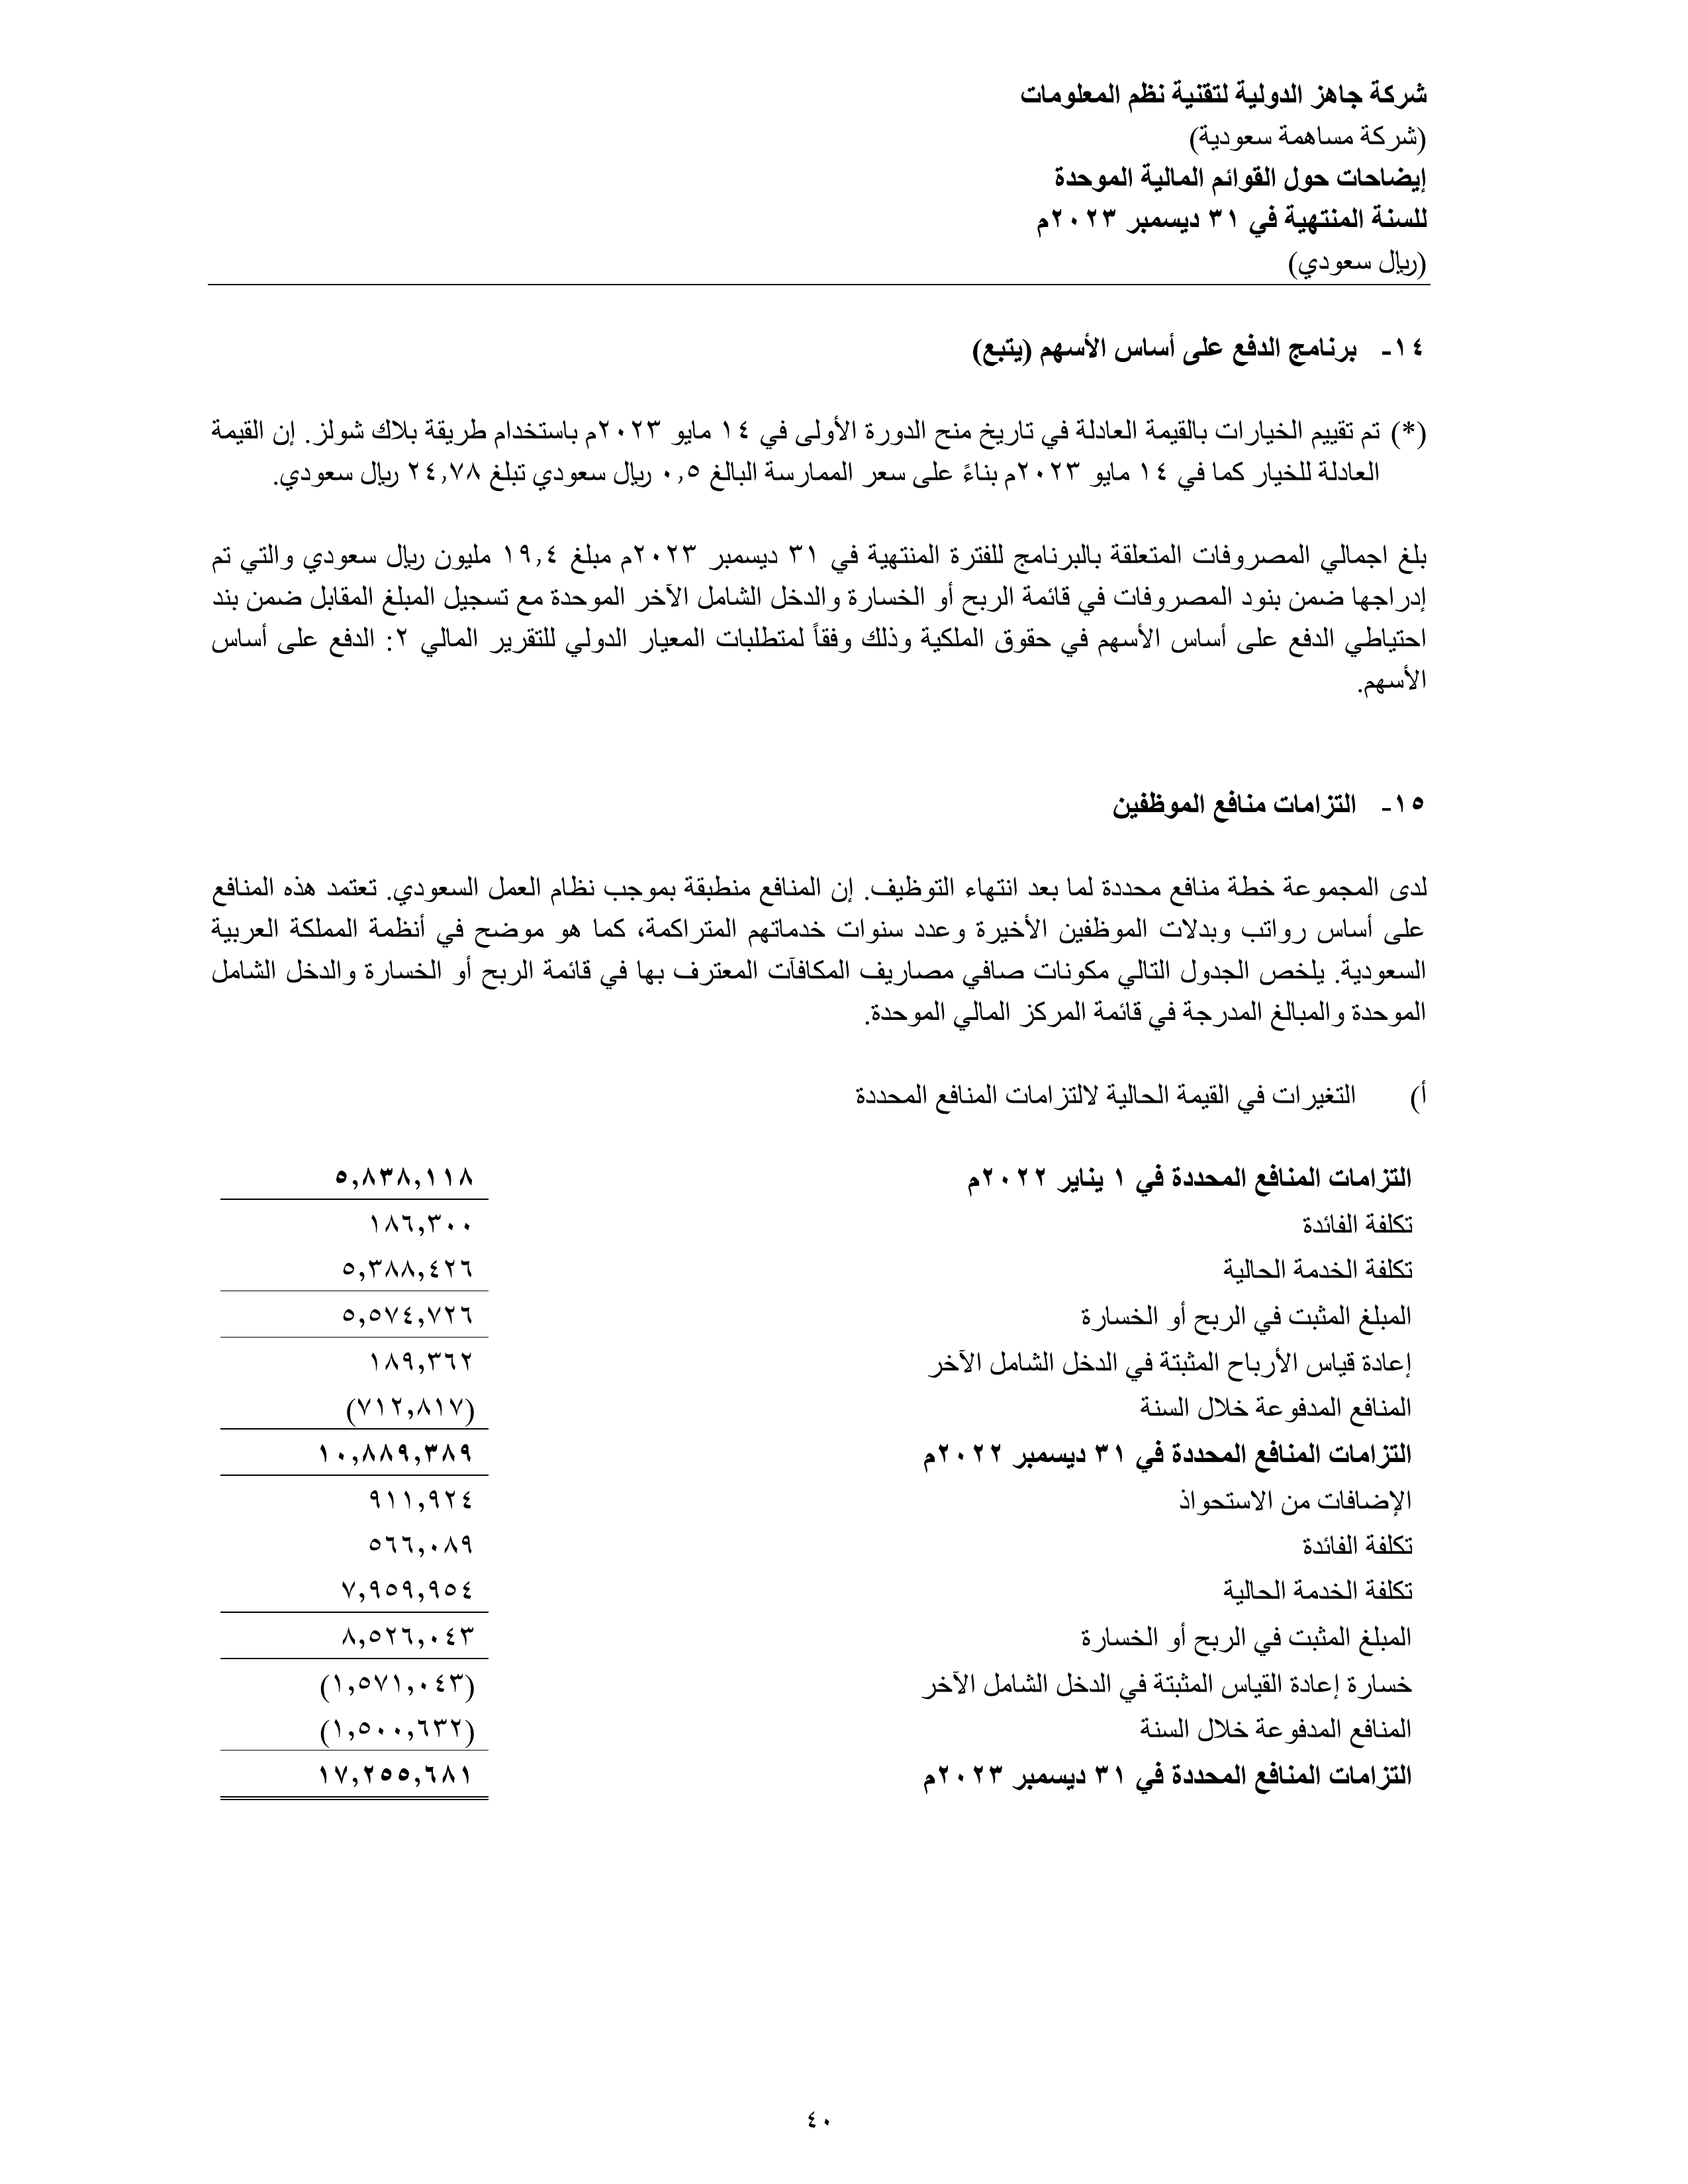 شركة جاهز الدولية لتقنية نظم المعلومات
(شركة مساهمة سعودية)
إيضاحات حول القوائم المالية الموحدة
للسنة المنتهية في ٣١ ديسمبر ٢٠٢٣م
(ريال سعودي)
١٤- برنامج الدفع على أساس الأسهم (يتبع)
(*) تم تقييم الخيارات بالقيمة العادلة في تاريخ منح الدورة الأولى في ١٤ مايو ٢٠٢٣م باستخدام طريقة بلاك شولز. إن القيمة
العادلة للخيار كما في ١٤ مايو ٢٠٢٣م بناءً على سعر الممارسة البالغ ٠,٥ ريال سعودي تبلغ ٢٤,٧٨ ريال سعودي.
بلغ اجمالي المصروفات المتعلقة بالبرنامج للفترة المنتهية في ٣١ ديسمبر ٢٠٢٣م مبلغ ١٩,٤ مليون ريال سعودي والتي تم
إدراجها ضمن بنود المصروفات في قائمة الربح أو الخسارة والدخل الشامل الآخر الموحدة مع تسجيل المبلغ المقابل ضمن بند
احتياطي الدفع على أساس الأسهم في حقوق الملكية وذلك وفقاً لمتطلبات المعيار الدولي للتقرير المالي ٢: الدفع على أساس
الأسهم.
١٥- التزامات منافع الموظفين
لدى المجموعة خطة منافع محددة لما بعد انتهاء التوظيف. إن المنافع منطبقة بموجب نظام العمل السعودي. تعتمد هذه المنافع
على أساس رواتب وبدلات الموظفين الأخيرة وعدد سنوات خدماتهم المتراكمة، كما هو موضح في أنظمة المملكة العربية
السعودية. يلخص الجدول التالي مكونات صافي مصاريف المكافآت المعترف بها في قائمة الربح أو الخسارة والدخل الشامل
الموحدة والمبالغ المدرجة في قائمة المركز المالي الموحدة.
أ) التغيرات في القيمة الحالية لالتزامات المنافع المحددة
التزامات المنافع المحددة في ١ يناير ٢٠٢٢م ٥,٨٣٨,١١٨
تكلفة الفائدة ١٨٦,٣٠٠
تكلفة الخدمة الحالية ٥,٣٨٨,٤٢٦
المبلغ المثبت في الربح أو الخسارة ٥,٥٧٤,٧٢٦
إعادة قياس الأرباح المثبتة في الدخل الشامل الآخر ١٨٩,٣٦٢
المنافع المدفوعة خلال السنة (٧١٢,٨١٧)
التزامات المنافع المحددة في ٣١ ديسمبر ٢٠٢٢م ١٠,٨٨٩,٣٨٩
الإضافات من الاستحواذ ٩١١,٩٢٤
تكلفة الفائدة ٥٦٦,٠٨٩
تكلفة الخدمة الحالية ٧,٩٥٩,٩٥٤
المبلغ المثبت في الربح أو الخسارة ٨,٥٢٦,٠٤٣
خسارة إعادة القياس المثبتة في الدخل الشامل الآخر (١,٥٧١,٠٤٣)
المنافع المدفوعة خلال السنة (١,٥٠٠,٦٣٢)
التزامات المنافع المحددة في ٣١ ديسمبر ٢٠٢٣م ١٧,٢٥٥,٦٨١
٤٠